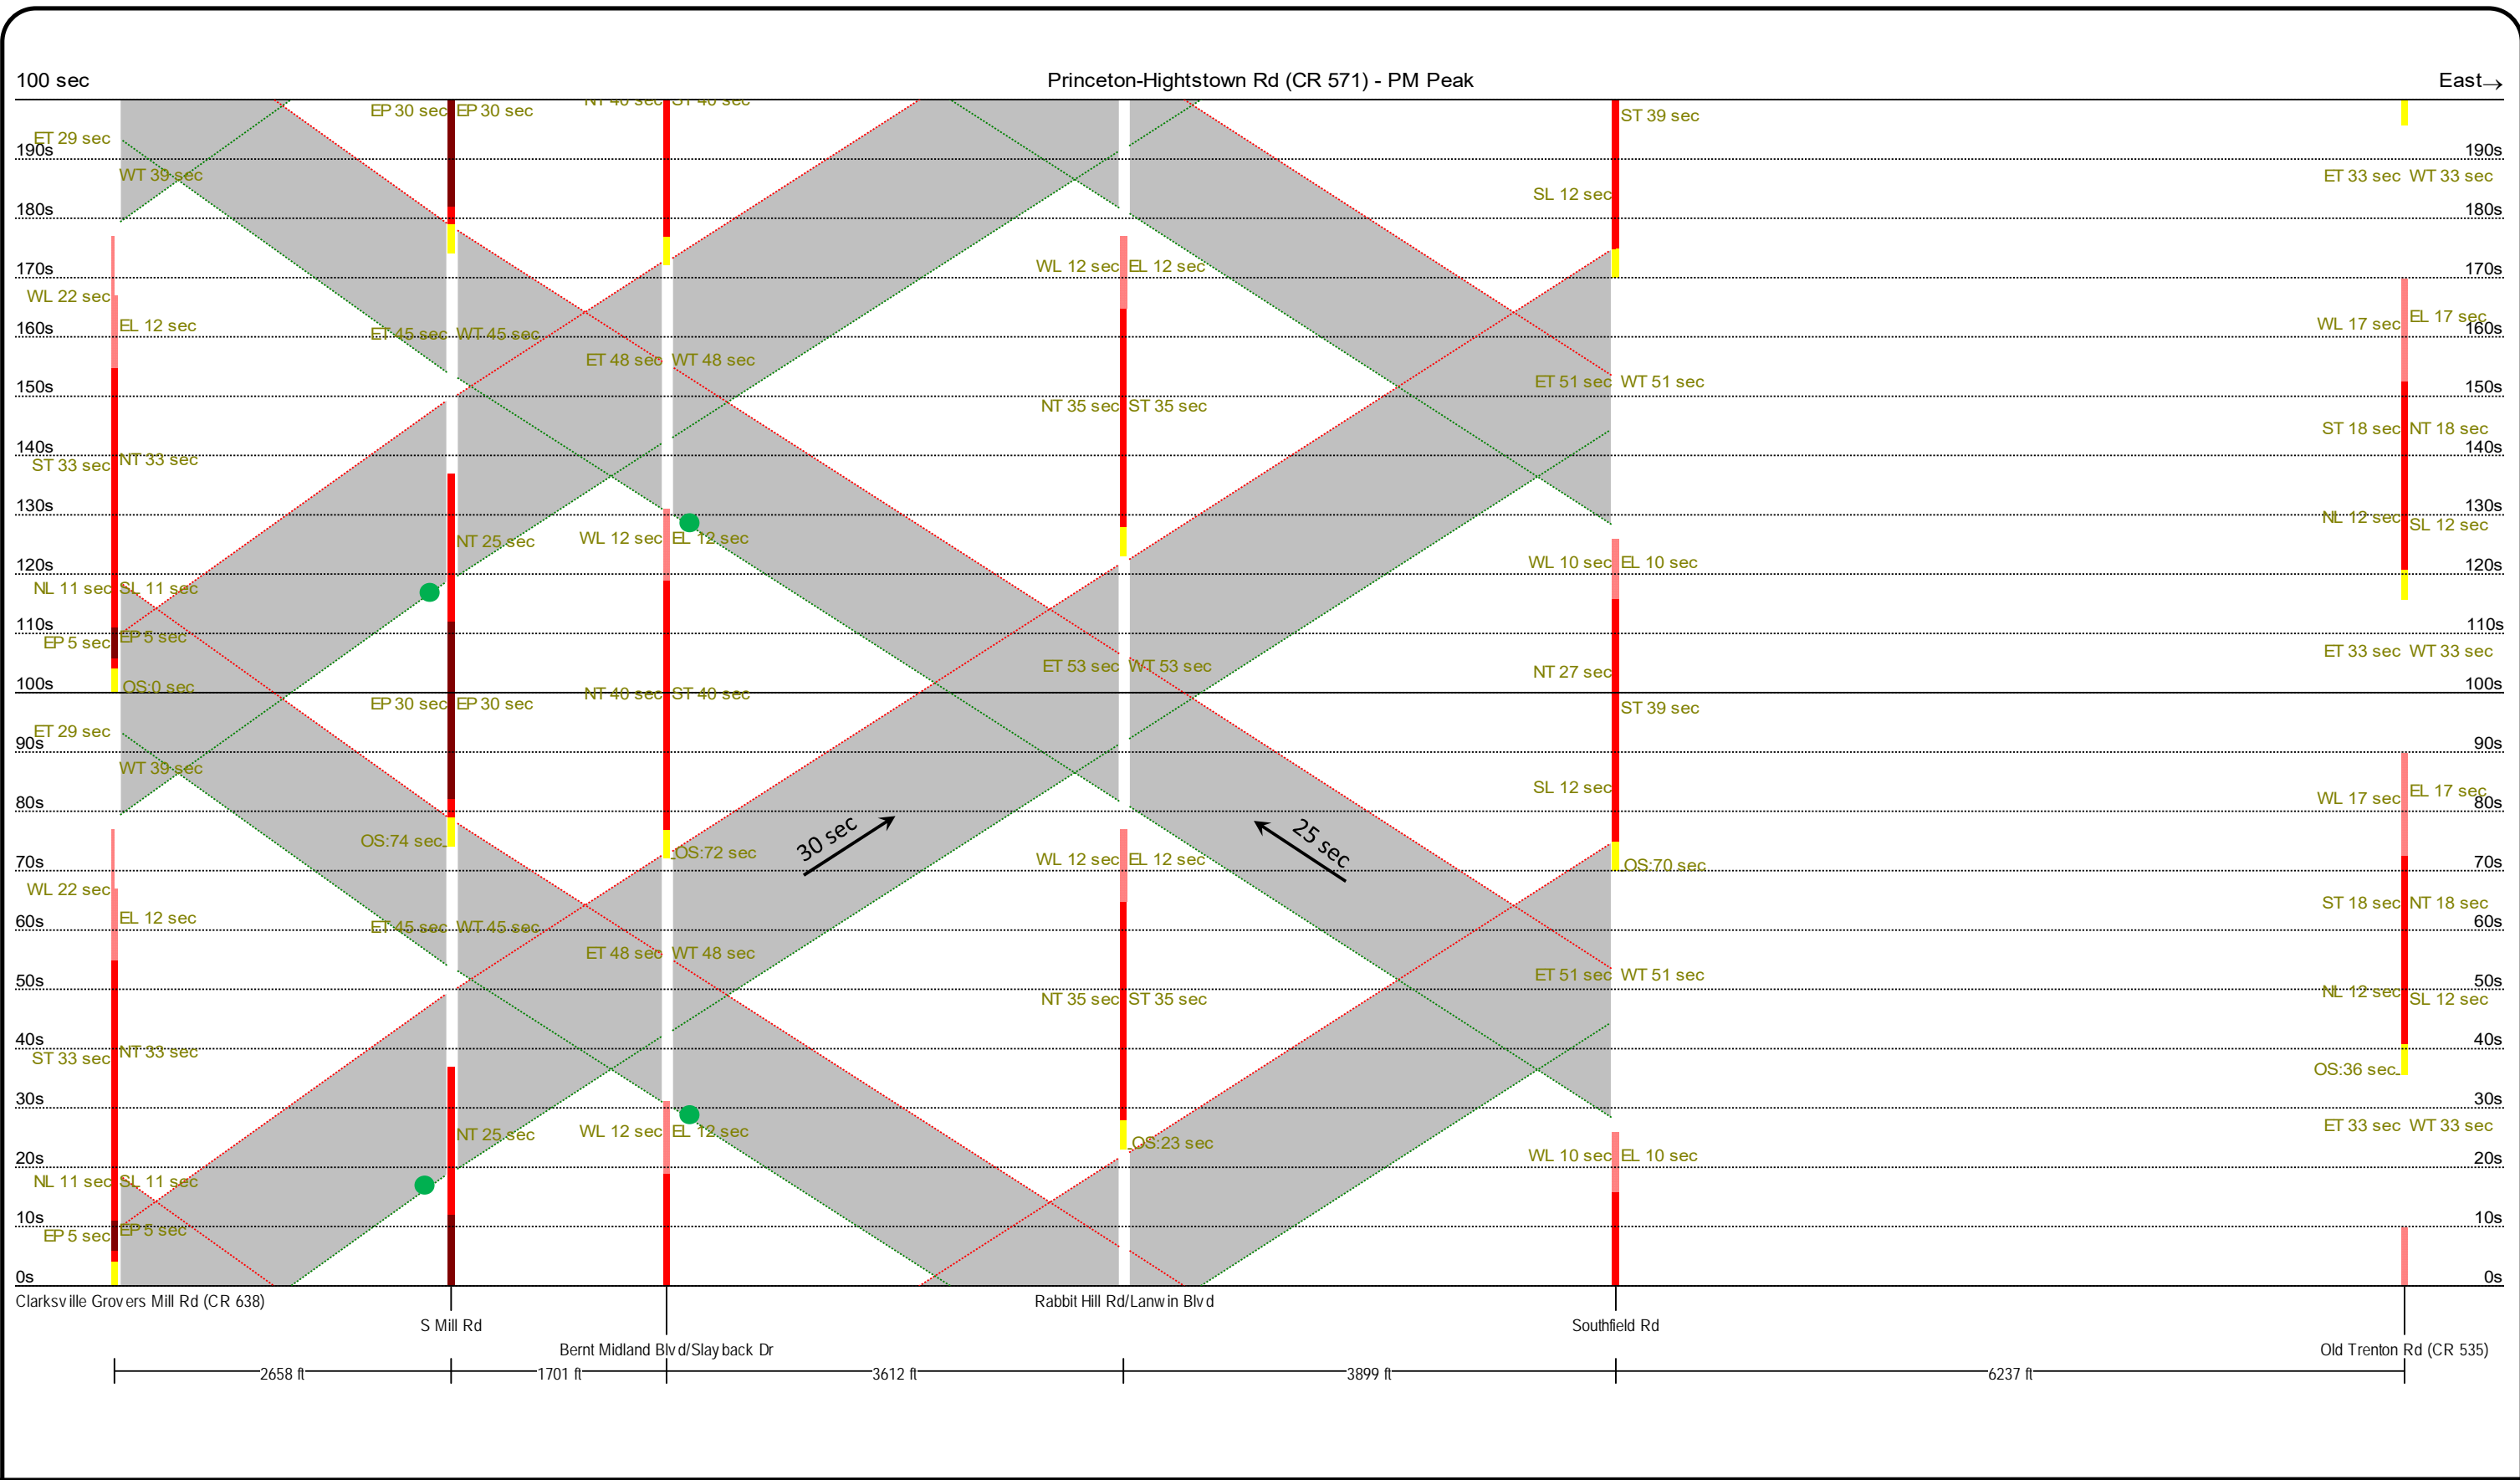 100 sec Princeton-Hightstown Rd (CR 571) - PM Peak East→
EP 30 sec EP 30 sec NT 40 sec ST 40 sec ST 39 sec
ET 29 sec
190s 190s
WT 39 sec ET 33 sec WT 33 sec
SL 12 sec
180s 180s
WL 12 sec EL 12 sec
170s 170s
WL 22 sec
EL 12 sec WL 17 sec EL 17 sec
160s ET 45 sec WT 45 sec 160s
ET 48 sec WT 48 sec
ET 51 sec WT 51 sec
150s 150s
NT 35 sec ST 35 sec
ST 18 sec NT 18 sec
140s 140s
ST 33 sec NT 33 sec
130s 130s
NL 12 sec SL 12 sec
NT 25 sec WL 12 sec EL 12 sec
WL 10 sec EL 10 sec
120s 120s
NL 11 sec SL 11 sec
110s 110s
EP 5 sec EP 5 sec
ET 53 sec WT 53 sec ET 33 sec WT 33 sec
NT 27 sec
100s OS:0 sec 100s
EP 30 sec EP 30 sec NT 40 sec ST 40 sec ST 39 sec
ET 29 sec
90s 90s
WT 39 sec
SL 12 sec WL 17 sec EL 17 sec
80s 80s
30 sec 25 sec
OS:74 sec OS:72 sec
WL 12 sec EL 12 sec OS:70 sec
70s 70s
WL 22 sec
EL 12 sec ST 18 sec NT 18 sec
60s ET 45 sec WT 45 sec 60s
ET 48 sec WT 48 sec
ET 51 sec WT 51 sec
50s 50s
NT 35 sec ST 35 sec NL 12 sec SL 12 sec
40s 40s
ST 33 sec NT 33 sec
OS:36 sec
30s 30s
NT 25 sec WL 12 sec EL 12 sec OS:23 sec ET 33 sec WT 33 sec
WL 10 sec EL 10 sec
20s 20s
NL 11 sec SL 11 sec
10s 10s
EP 5 sec EP 5 sec
0s 0s
Clarksville Grovers Mill Rd (CR 638) Rabbit Hill Rd/Lanwin Blvd
S Mill Rd Southfield Rd
Bernt Midland Blvd/Slayback Dr Old Trenton Rd (CR 535)
2658 ft 1701 ft 3612 ft 3899 ft 6237 ft